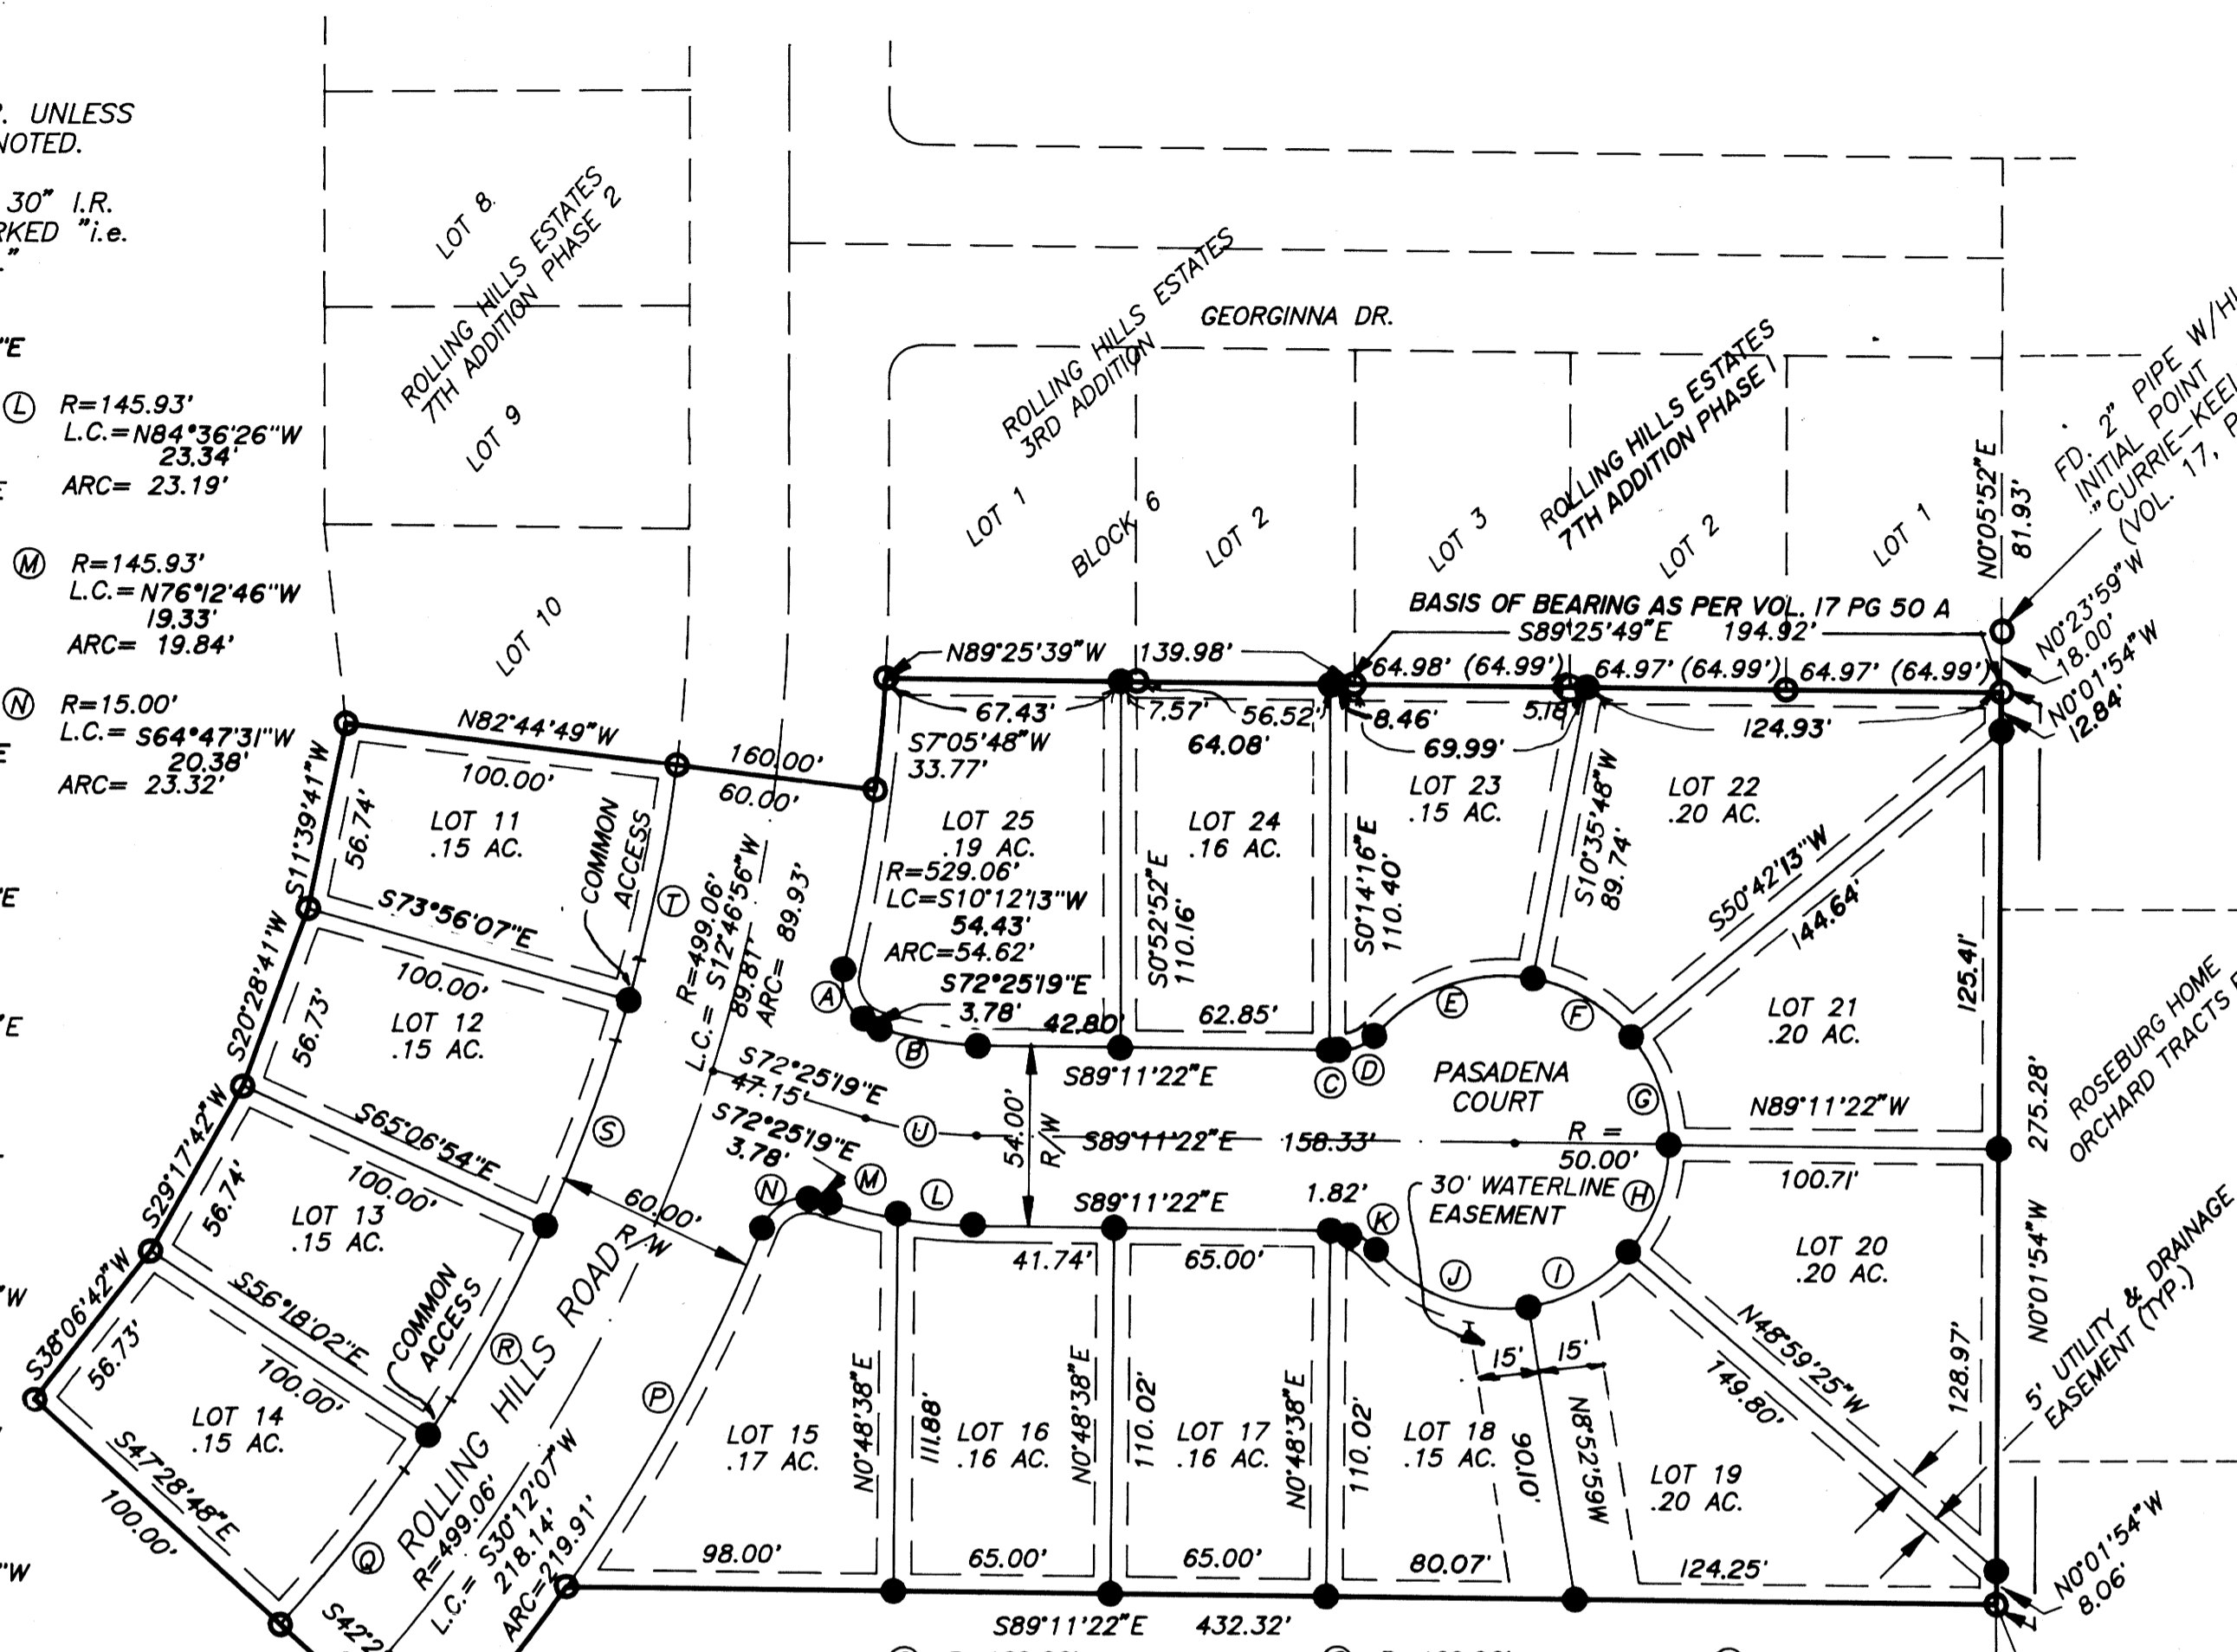 UNLESS
NOTED.
30" I.R.
"i.e.
"E
Ⓛ R=145.93'
L.C.=N84°36'26"W
23.34'
ARC= 23.19'
Ⓜ R=145.93'
L.C.=N76°12'46"W
19.33'
ARC= 19.84'
Ⓝ R=15.00'
L.C.= S64°47'31"W
20.38'
ARC= 23.32'
LOT 8
ROLLING HILLS ESTATES
7TH ADDITION PHASE 2
LOT 9
LOT 10
ROLLING HILLS ESTATES
3RD ADDITION
GEORGINNA DR.
ROLLING HILLS ESTATES
7TH ADDITION PHASE 1
LOT 1
BLOCK 6
LOT 2
LOT 3
LOT 2
LOT 1
N0°05'52"E
81.93'
FD. 2" PIPE
INITIAL POINT
(VOL. 17,
N0°23'59"W
18.00'
N0°01'54"W
12.84'
BASIS OF BEARING AS PER VOL. 17 PG 50 A
S89°25'49"E 194.92'
N89°25'39"W 139.98'
64.98' (64.99')
64.97' (64.99')
64.97' (64.99')
67.43'
7.57'
56.52'
64.08'
8.46'
69.99'
5.18'
124.93'
N82°44'49"W
160.00'
100.00'
60.00'
S7°05'48"W
33.77'
S11°39'41"W
56.74'
LOT 11
.15 AC.
COMMON
ACCESS
S73°56'07"E
100.00'
Ⓣ
R=499.06'
L.C.= S12°46'56"W
89.81'
ARC= 89.93'
LOT 25
.19 AC.
R=529.06'
LC=S10°12'13"W
54.43'
ARC=54.62'
S72°25'19"E
3.78'
42.80'
Ⓐ
Ⓑ
S0°52'52"E
110.16'
LOT 24
.16 AC.
62.85'
S0°14'16"E
110.40'
LOT 23
.15 AC.
S10°35'48"W
89.74'
LOT 22
.20 AC.
S50°42'13"W
144.64'
LOT 21
.20 AC.
125.41'
ROSEBURG HOME
ORCHARD TRACTS
275.28'
N0°01'54"W
S20°28'41"W
56.73'
LOT 12
.15 AC.
S65°06'54"E
100.00'
Ⓢ
S89°11'22"E
Ⓒ
Ⓓ
Ⓔ
Ⓕ
Ⓖ
PASADENA
COURT
N89°11'22"W
S72°25'19"E
47.15'
Ⓤ
S89°11'22"E 158.33'
R =
50.00'
54.00'
R/W
S72°25'19"E
3.78'
Ⓝ
Ⓜ
Ⓛ
S89°11'22"E
1.82'
Ⓚ
30' WATERLINE
EASEMENT
Ⓗ
Ⓙ
Ⓘ
100.71'
LOT 20
.20 AC.
S29°17'42"W
56.74'
LOT 13
.15 AC.
S56°18'02"E
100.00'
COMMON
ACCESS
Ⓡ
60.00'
R/W
ROLLING HILLS ROAD
S38°06'42"W
56.73'
LOT 14
.15 AC.
S47°28'48"E
100.00'
Ⓠ
R=499.06'
L.C.= S30°12'07"W
218.14'
ARC=219.91'
Ⓟ
LOT 15
.17 AC.
98.00'
N0°48'38"E
111.88'
41.74'
LOT 16
.16 AC.
65.00'
N0°48'38"E
110.02'
65.00'
LOT 17
.16 AC.
65.00'
N0°48'38"E
110.02'
LOT 18
.15 AC.
80.07'
15'
15'
90.10'
N8°52'59W
LOT 19
.20 AC.
124.25'
N48°59'25"W
149.80'
128.97'
5' UTILITY & DRAINAGE
EASEMENT (TYP.)
N0°01'54"W
8.06'
S89°11'22"E 432.32'